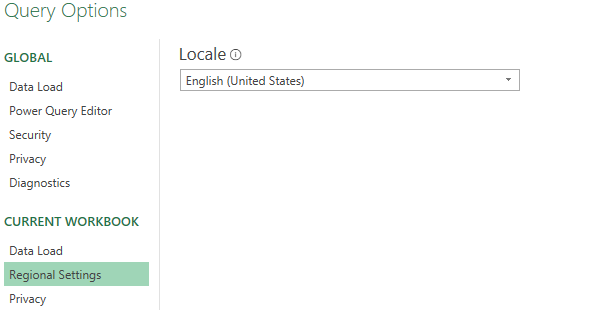 Query Options
GLOBAL
Data Load
Power Query Editor
Security
Privacy
Diagnostics
CURRENT WORKBOOK
Data Load
Regional Settings
Privacy
Locale
English (United States)